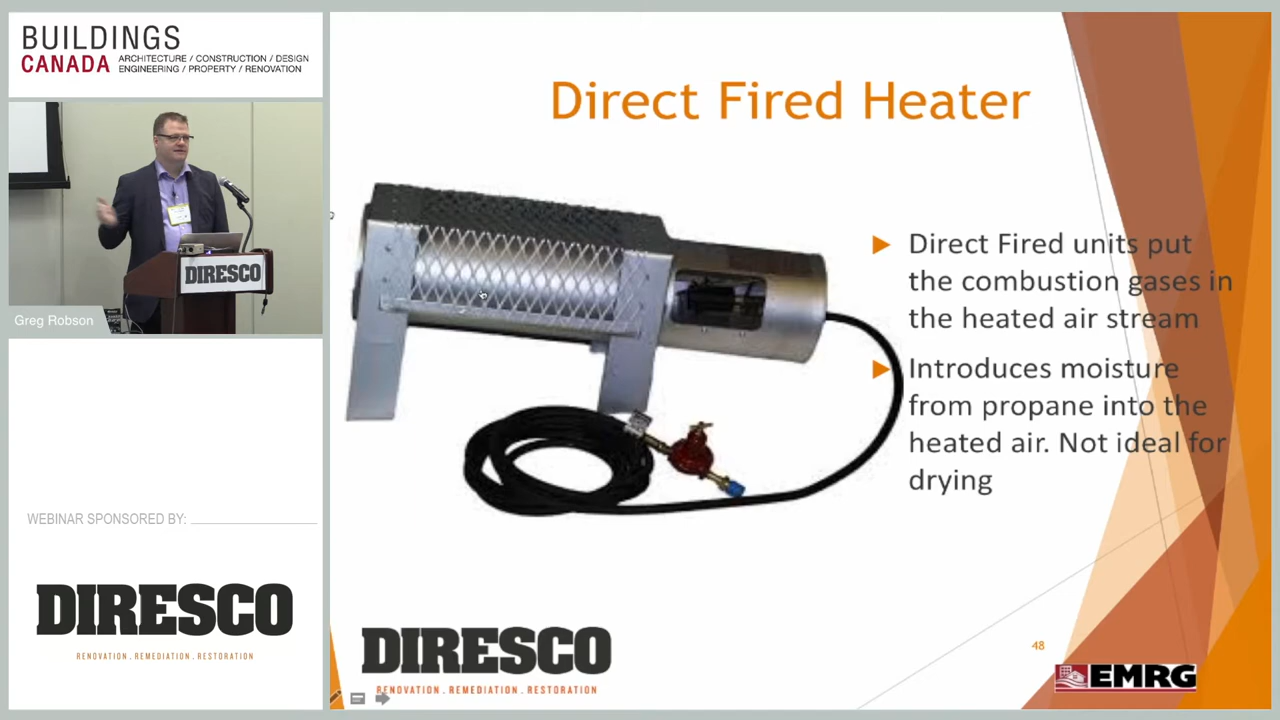 BUILDINGS
CANADA
ARCHITECTURE / CONSTRUCTION / DESIGN
ENGINEERING / PROPERTY / RENOVATION
DIRESCO
Greg Robson
WEBINAR SPONSORED BY:
DIRESCO
RENOVATION . REMEDIATION . RESTORATION
Direct Fired Heater
Direct Fired units put
the combustion gases in
the heated air stream
Introduces moisture
from propane into the
heated air. Not ideal for
drying
DIRESCO
RENOVATION . REMEDIATION . RESTORATION
48
EMRG